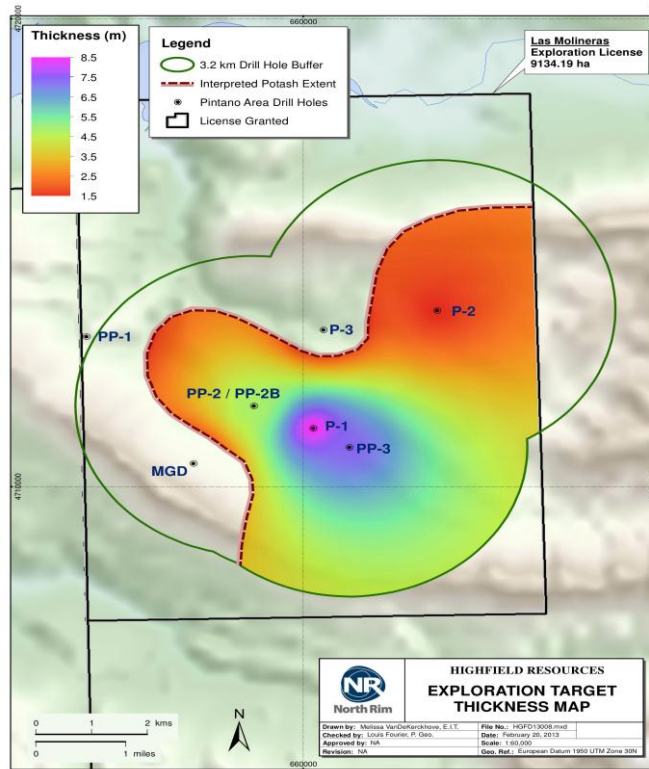 4720000
660000
Thickness (m)
8.5
7.5
6.5
5.5
4.5
3.5
2.5
1.5
Legend
3.2 km Drill Hole Buffer
Interpreted Potash Extent
Pintano Area Drill Holes
License Granted
Las Molineras
Exploration License
9134.19 ha
P-2
P-3
PP-1
PP-2 / PP-2B
P-1
PP-3
MGD
4710000
4710000
0 1 2 kms
0 1 miles
N
NR
North Rim
HIGHFIELD RESOURCES
EXPLORATION TARGET
THICKNESS MAP
Drawn by: Melissa VanDeKerckhove, E.I.T. File No.: HGFD13008.mxd
Checked by: Louis Fourier, P. Geo. Date: February 26, 2013
Approved by: NA Scale: 1:60,000
Revision: NA Geo. Ref.: European Datum 1950 UTM Zone 30N
660000